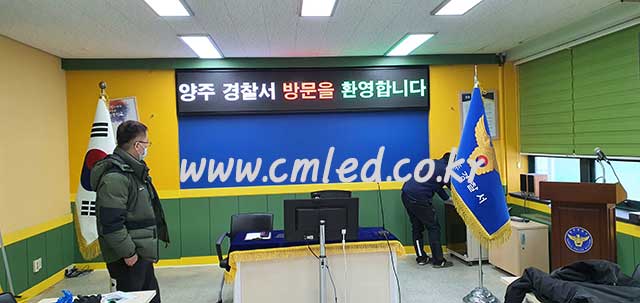 양주 경찰서 방문을 환영합니다
www.cmled.co.kr
경찰서